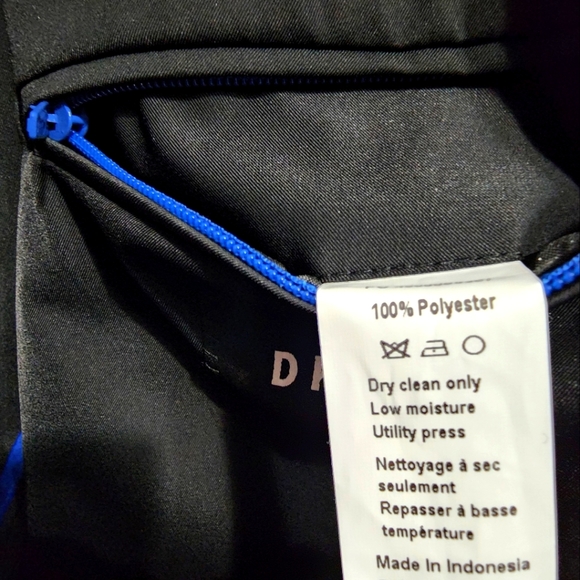 100% Polyester
Dry clean only
Low moisture
Utility press
Nettoyage à sec
seulement
Repasser à basse
température
Made In Indonesia